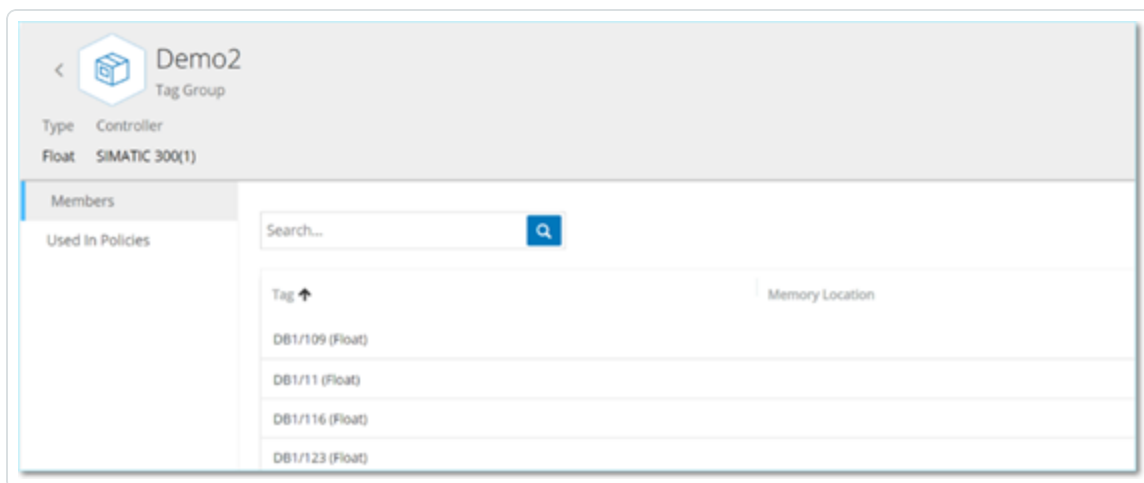 Demo2
Tag Group
Type Controller
Float SIMATIC 300(1)
Members
Used In Policies
Search...
Tag Memory Location
DB1/109 (Float)
DB1/11 (Float)
DB1/116 (Float)
DB1/123 (Float)